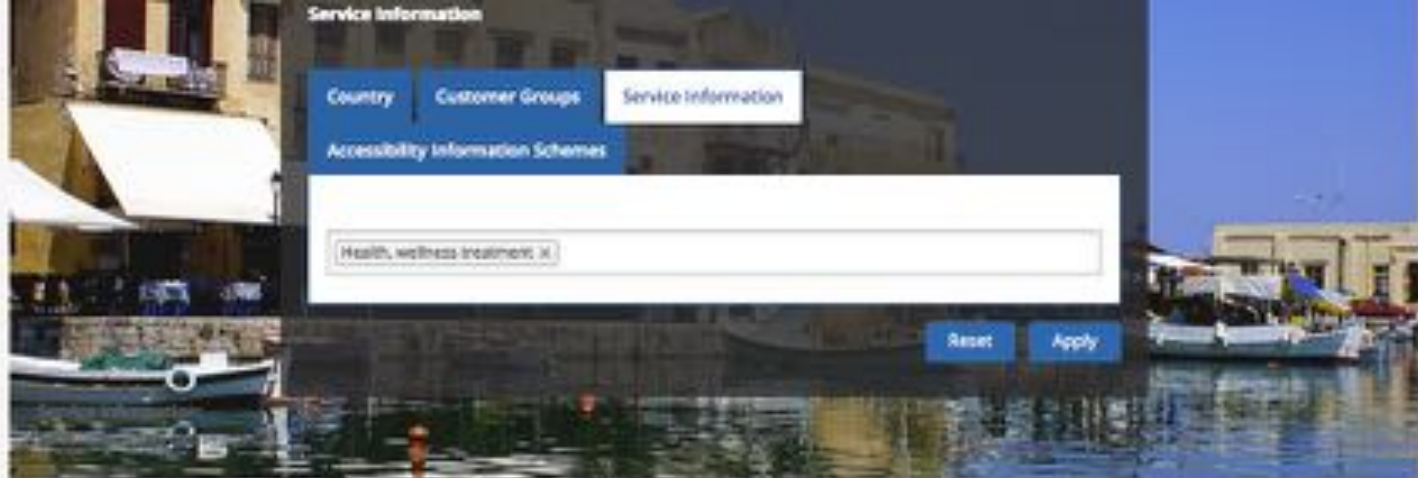 Service Information
Country Customer Groups Service Information
Accessibility Information Schemes
Health, wellness treatment ×
Reset Apply